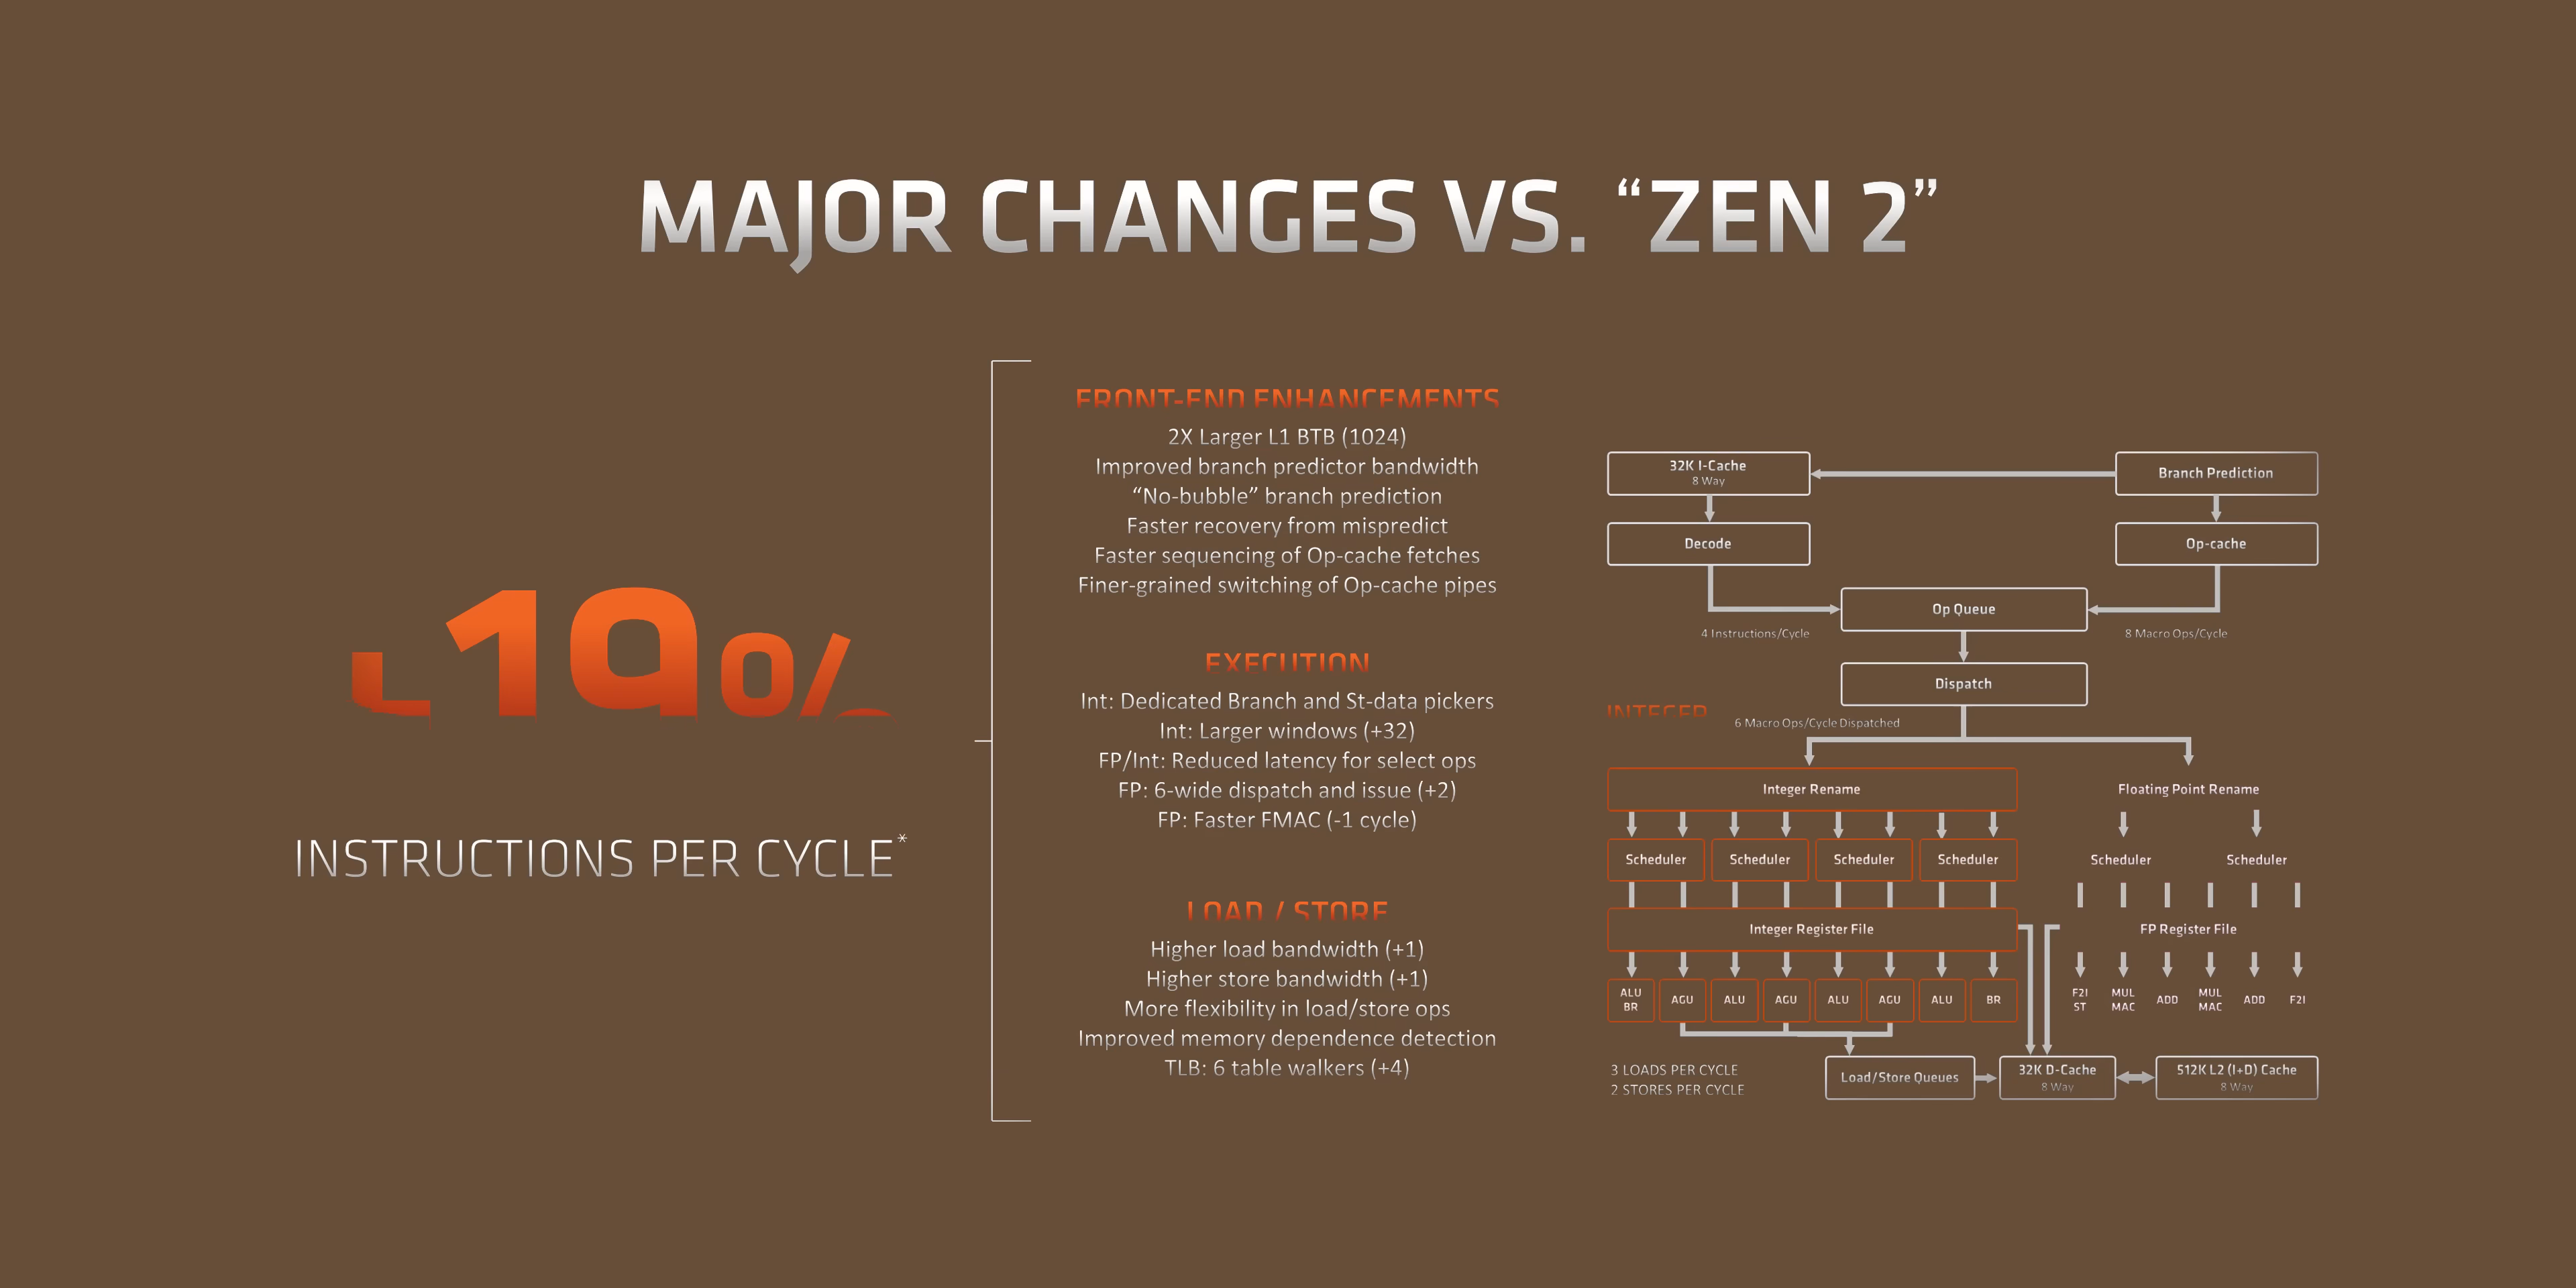 MAJOR CHANGES VS. “ZEN 2”
+19%
INSTRUCTIONS PER CYCLE*
FRONT-END ENHANCEMENTS
2X Larger L1 BTB (1024)
Improved branch predictor bandwidth
“No-bubble” branch prediction
Faster recovery from mispredict
Faster sequencing of Op-cache fetches
Finer-grained switching of Op-cache pipes
EXECUTION
Int: Dedicated Branch and St-data pickers
Int: Larger windows (+32)
FP/Int: Reduced latency for select ops
FP: 6-wide dispatch and issue (+2)
FP: Faster FMAC (-1 cycle)
LOAD / STORE
Higher load bandwidth (+1)
Higher store bandwidth (+1)
More flexibility in load/store ops
Improved memory dependence detection
TLB: 6 table walkers (+4)
32K I-Cache
8 Way
Branch Prediction
Decode
Op-cache
Op Queue
4 Instructions/Cycle
8 Macro Ops/Cycle
Dispatch
INTEGER
6 Macro Ops/Cycle Dispatched
Integer Rename
Floating Point Rename
Scheduler
Scheduler
Scheduler
Scheduler
Scheduler
Scheduler
Integer Register File
FP Register File
ALU
BR
AGU
ALU
AGU
ALU
AGU
ALU
BR
F2I
ST
MUL
MAC
ADD
MUL
MAC
ADD
F2I
3 LOADS PER CYCLE
2 STORES PER CYCLE
Load/Store Queues
32K D-Cache
8 Way
512K L2 (I+D) Cache
8 Way